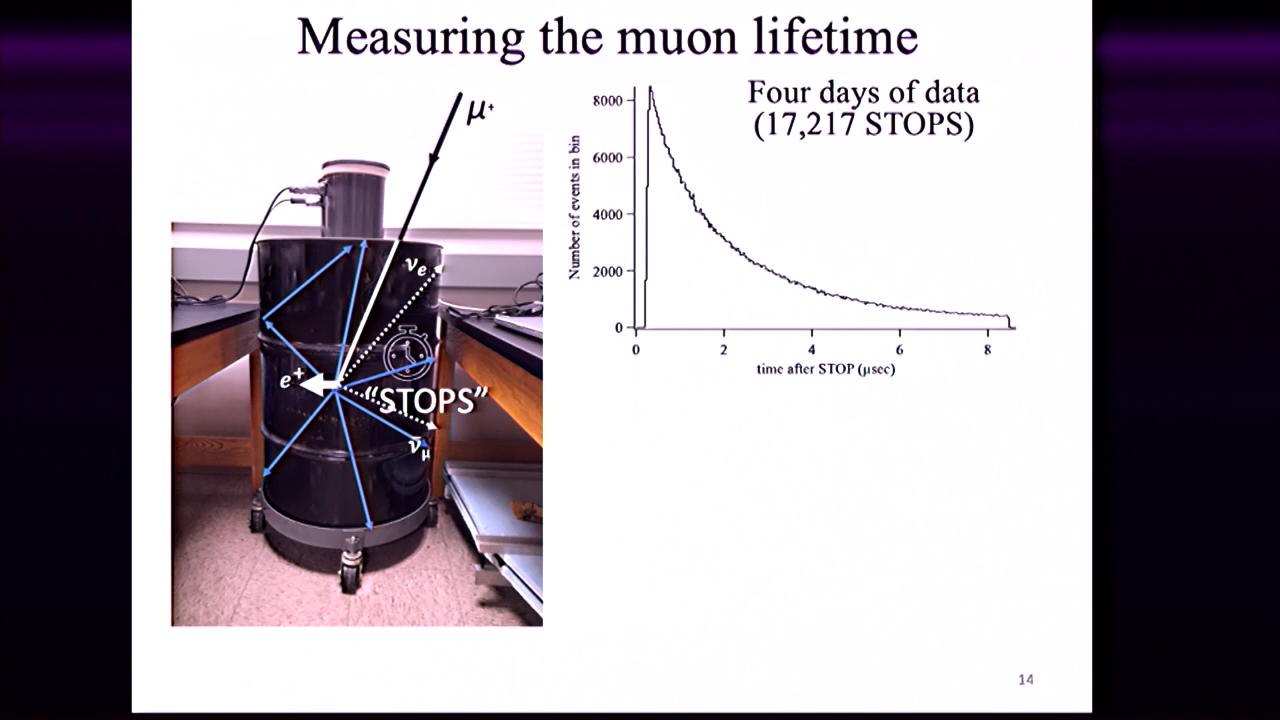 Measuring the muon lifetime
μ+
νe
e+
"STOPS"
νμ
Four days of data
(17,217 STOPS)
Number of events in bin
8000
6000
4000
2000
0
0 2 4 6 8
time after STOP (μsec)
14